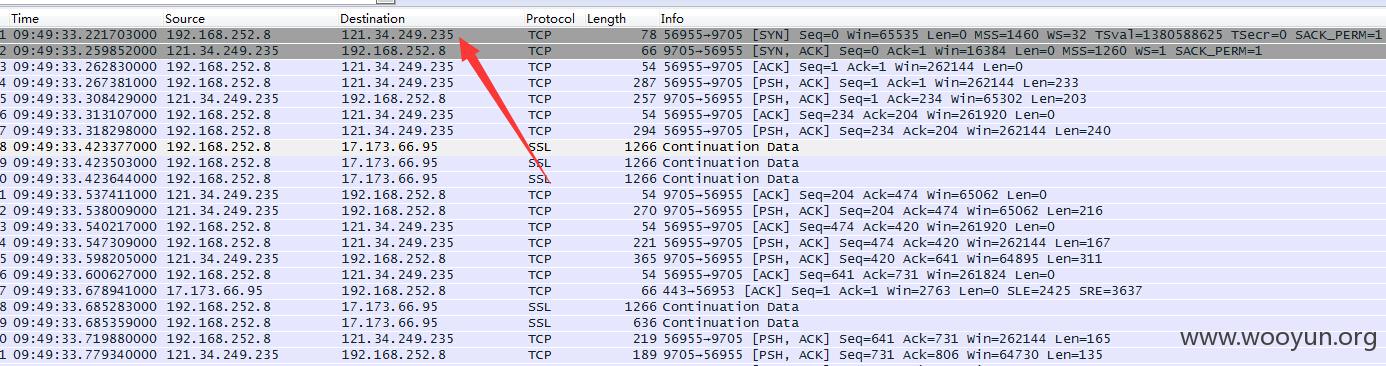 Time Source Destination Protocol Length Info
1 09:49:33.221703000 192.168.252.8 121.34.249.235 TCP 78 56955→9705 [SYN] Seq=0 Win=65535 Len=0 MSS=1460 WS=32 TSval=1380588625 TSecr=0 SACK_PERM=1
2 09:49:33.259852000 121.34.249.235 192.168.252.8 TCP 66 9705→56955 [SYN, ACK] Seq=0 Ack=1 Win=16384 Len=0 MSS=1260 WS=1 SACK_PERM=1
3 09:49:33.262830000 192.168.252.8 121.34.249.235 TCP 54 56955→9705 [ACK] Seq=1 Ack=1 Win=262144 Len=0
4 09:49:33.267381000 192.168.252.8 121.34.249.235 TCP 287 56955→9705 [PSH, ACK] Seq=1 Ack=1 Win=262144 Len=233
5 09:49:33.308429000 121.34.249.235 192.168.252.8 TCP 257 9705→56955 [PSH, ACK] Seq=1 Ack=234 Win=65302 Len=203
6 09:49:33.313107000 192.168.252.8 121.34.249.235 TCP 54 56955→9705 [ACK] Seq=234 Ack=204 Win=261920 Len=0
7 09:49:33.318298000 192.168.252.8 121.34.249.235 TCP 294 56955→9705 [PSH, ACK] Seq=234 Ack=204 Win=262144 Len=240
8 09:49:33.423377000 192.168.252.8 17.173.66.95 SSL 1266 Continuation Data
9 09:49:33.423503000 192.168.252.8 17.173.66.95 SSL 1266 Continuation Data
0 09:49:33.423644000 192.168.252.8 17.173.66.95 SSL 1266 Continuation Data
1 09:49:33.537411000 121.34.249.235 192.168.252.8 TCP 54 9705→56955 [ACK] Seq=204 Ack=474 Win=65062 Len=0
2 09:49:33.538009000 121.34.249.235 192.168.252.8 TCP 270 9705→56955 [PSH, ACK] Seq=204 Ack=474 Win=65062 Len=216
3 09:49:33.540217000 192.168.252.8 121.34.249.235 TCP 54 56955→9705 [ACK] Seq=474 Ack=420 Win=261920 Len=0
4 09:49:33.547309000 192.168.252.8 121.34.249.235 TCP 221 56955→9705 [PSH, ACK] Seq=474 Ack=420 Win=262144 Len=167
5 09:49:33.598205000 121.34.249.235 192.168.252.8 TCP 365 9705→56955 [PSH, ACK] Seq=420 Ack=641 Win=64895 Len=311
6 09:49:33.600627000 192.168.252.8 121.34.249.235 TCP 54 56955→9705 [ACK] Seq=641 Ack=731 Win=261824 Len=0
7 09:49:33.678941000 17.173.66.95 192.168.252.8 TCP 66 443→56953 [ACK] Seq=1 Ack=1 Win=2763 Len=0 SLE=2425 SRE=3637
8 09:49:33.685283000 192.168.252.8 17.173.66.95 SSL 1266 Continuation Data
9 09:49:33.685359000 192.168.252.8 17.173.66.95 SSL 636 Continuation Data
0 09:49:33.719880000 192.168.252.8 121.34.249.235 TCP 219 56955→9705 [PSH, ACK] Seq=641 Ack=731 Win=262144 Len=165
1 09:49:33.779340000 121.34.249.235 192.168.252.8 TCP 189 9705→56955 [PSH, ACK] Seq=731 Ack=806 Win=64730 Len=135
www.wooyun.org